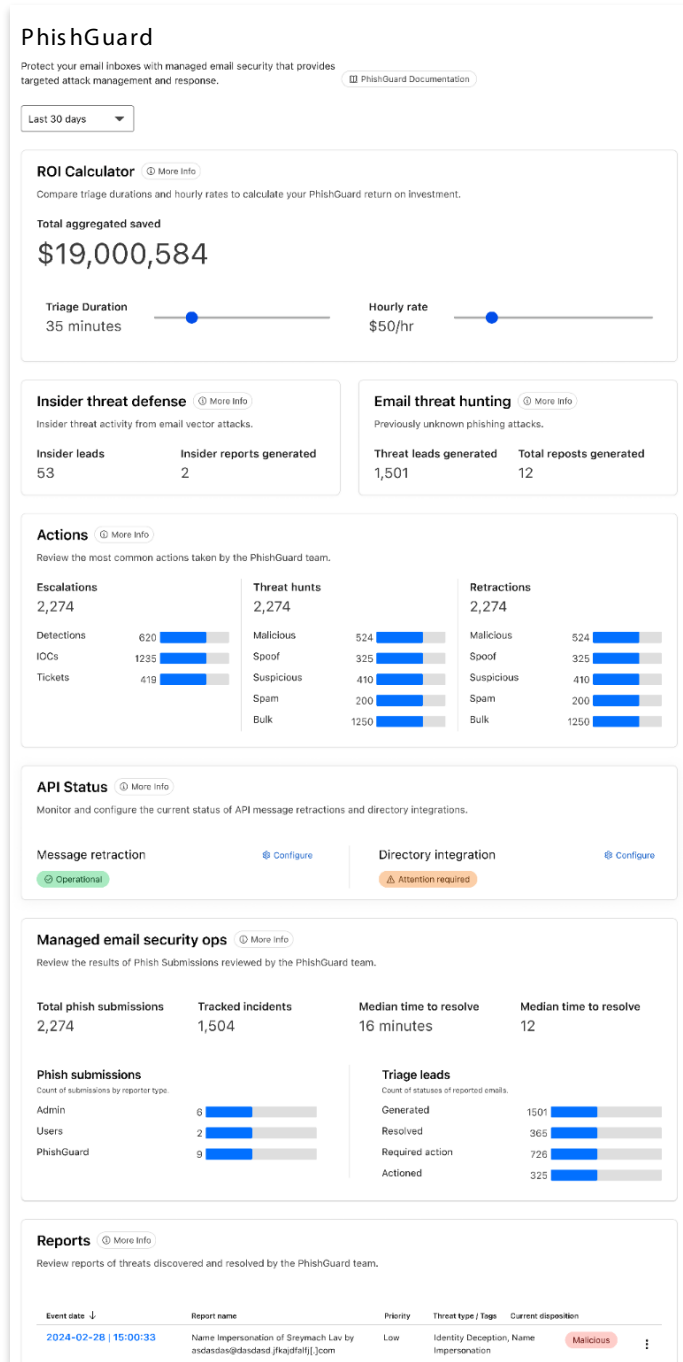 PhishGuard
Protect your email inboxes with managed email security that provides
targeted attack management and response.
PhishGuard Documentation
Last 30 days
ROI Calculator More Info
Compare triage durations and hourly rates to calculate your PhishGuard return on investment.
Total aggregated saved
$19,000,584
Triage Duration
35 minutes
Hourly rate
$50/hr
Insider threat defense More Info
Insider threat activity from email vector attacks.
Insider leads Insider reports generated
53 2
Email threat hunting More Info
Previously unknown phishing attacks.
Threat leads generated Total reposts generated
1,501 12
Actions More Info
Review the most common actions taken by the PhishGuard team.
Escalations
2,274
Detections 620
IOCs 1235
Tickets 419
Threat hunts
2,274
Malicious 524
Spoof 325
Suspicious 410
Spam 200
Bulk 1250
Retractions
2,274
Malicious 524
Spoof 325
Suspicious 410
Spam 200
Bulk 1250
API Status More Info
Monitor and configure the current status of API message retractions and directory integrations.
Message retraction Configure
Operational
Directory integration Configure
Attention required
Managed email security ops More Info
Review the results of Phish Submissions reviewed by the PhishGuard team.
Total phish submissions Tracked incidents Median time to resolve Median time to resolve
2,274 1,504 16 minutes 12
Phish submissions
Count of submissions by reporter type.
Admin 6
Users 2
PhishGuard 9
Triage leads
Count of statuses of reported emails.
Generated 1501
Resolved 365
Required action 726
Actioned 325
Reports More Info
Review reports of threats discovered and resolved by the PhishGuard team.
Event date ↓ Report name Priority Threat type / Tags Current disposition
2024-02-28 | 15:00:33 Name Impersonation of Sreymach Lav by Low Identity Deception, Name Malicious
asdasdas@dasdasd.jfkajdfalfj[.]com Impersonation